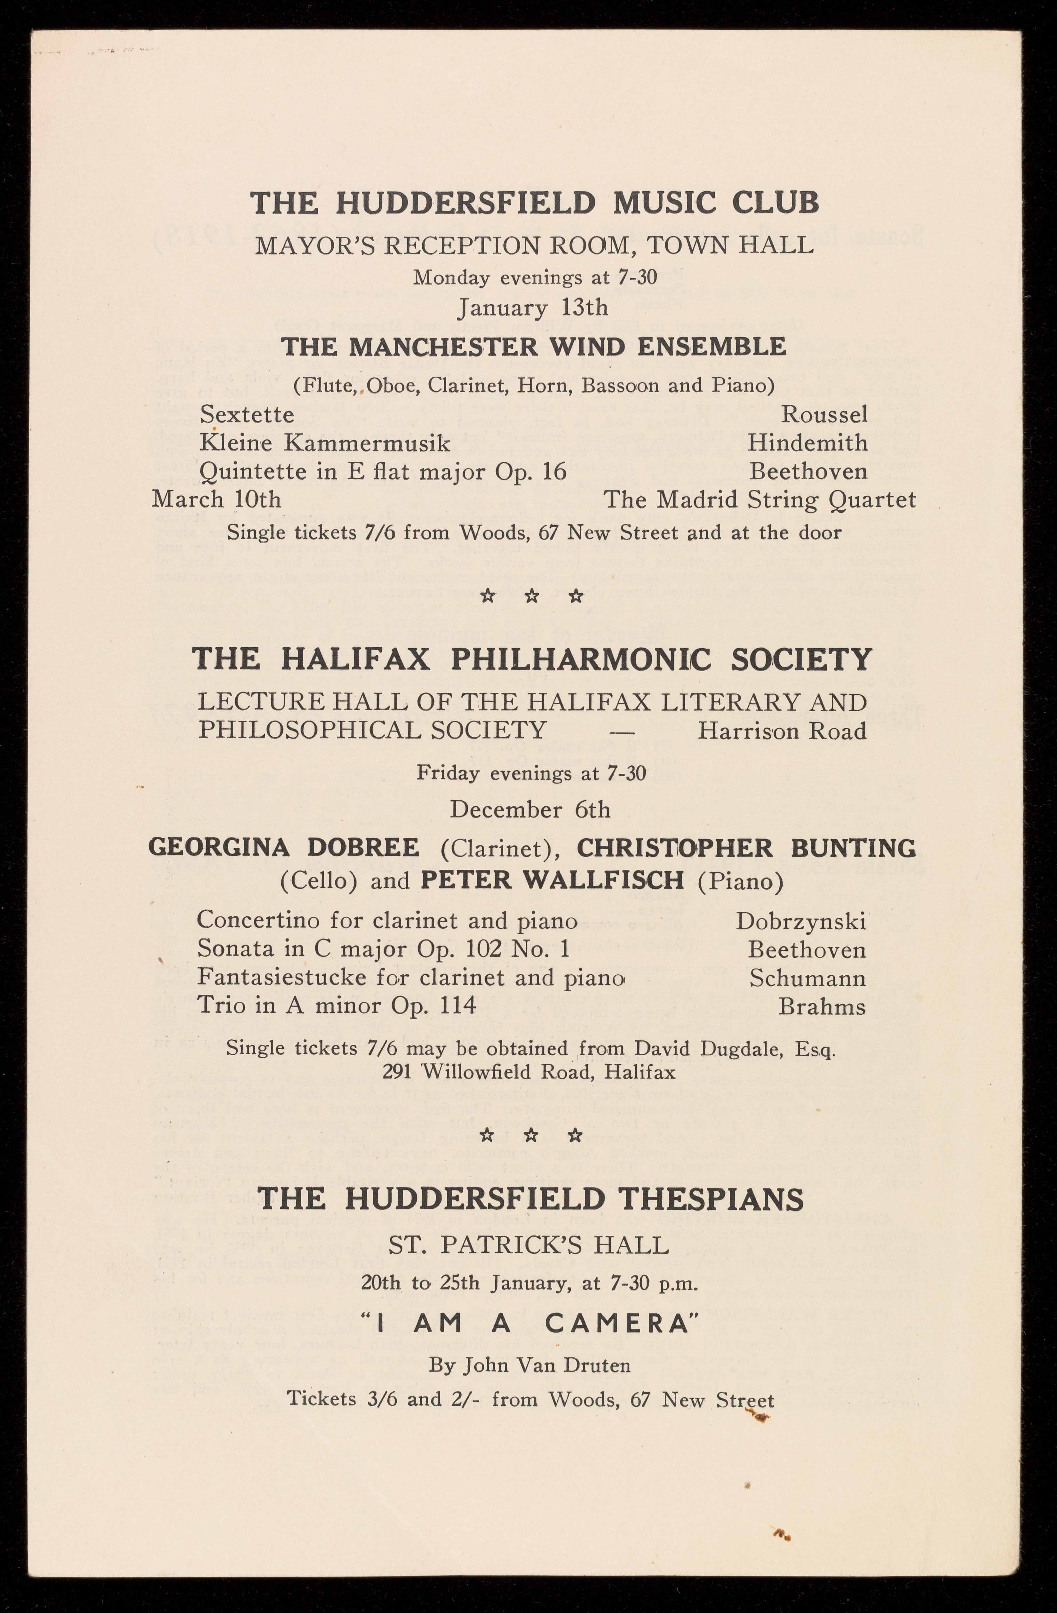 THE HUDDERSFIELD MUSIC CLUB
MAYOR'S RECEPTION ROOM, TOWN HALL
Monday evenings at 7-30
January 13th
THE MANCHESTER WIND ENSEMBLE
(Flute, Oboe, Clarinet, Horn, Bassoon and Piano)
Sextette Roussel
Kleine Kammermusik Hindemith
Quintette in E flat major Op. 16 Beethoven
March 10th The Madrid String Quartet
Single tickets 7/6 from Woods, 67 New Street and at the door
☆ ☆ ☆
THE HALIFAX PHILHARMONIC SOCIETY
LECTURE HALL OF THE HALIFAX LITERARY AND
PHILOSOPHICAL SOCIETY — Harrison Road
Friday evenings at 7-30
December 6th
GEORGINA DOBREE (Clarinet), CHRISTOPHER BUNTING
(Cello) and PETER WALLFISCH (Piano)
Concertino for clarinet and piano Dobrzynski
Sonata in C major Op. 102 No. 1 Beethoven
Fantasiestucke for clarinet and piano Schumann
Trio in A minor Op. 114 Brahms
Single tickets 7/6 may be obtained from David Dugdale, Esq.
291 Willowfield Road, Halifax
☆ ☆ ☆
THE HUDDERSFIELD THESPIANS
ST. PATRICK'S HALL
20th to 25th January, at 7-30 p.m.
"I AM A CAMERA"
By John Van Druten
Tickets 3/6 and 2/- from Woods, 67 New Street